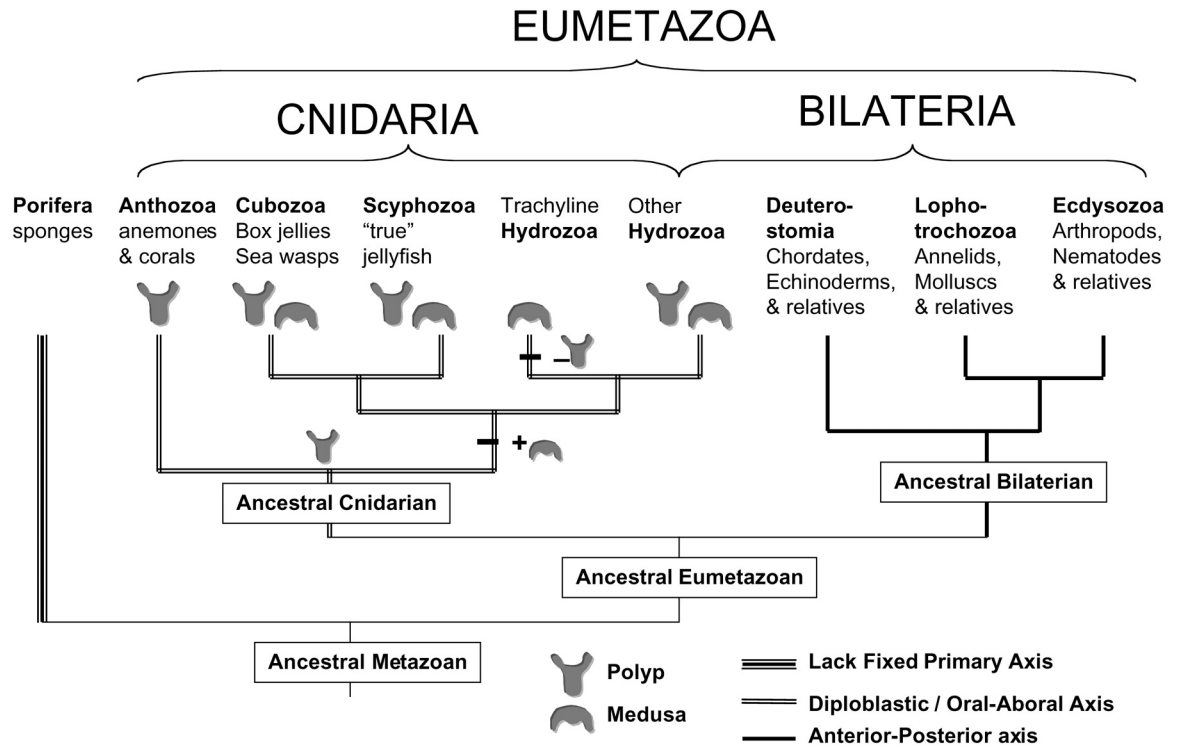 EUMETAZOA
CNIDARIA
BILATERIA
Porifera
sponges
Anthozoa
anemones
& corals
Cubozoa
Box jellies
Sea wasps
Scyphozoa
“true”
jellyfish
Trachyline
Hydrozoa
Other
Hydrozoa
Deutero-
stomia
Chordates,
Echinoderms,
& relatives
Lopho-
trochozoa
Annelids,
Molluscs
& relatives
Ecdysozoa
Arthropods,
Nematodes
& relatives
–
+
Ancestral Cnidarian
Ancestral Bilaterian
Ancestral Eumetazoan
Ancestral Metazoan
Polyp
Medusa
Lack Fixed Primary Axis
Diploblastic / Oral-Aboral Axis
Anterior-Posterior axis